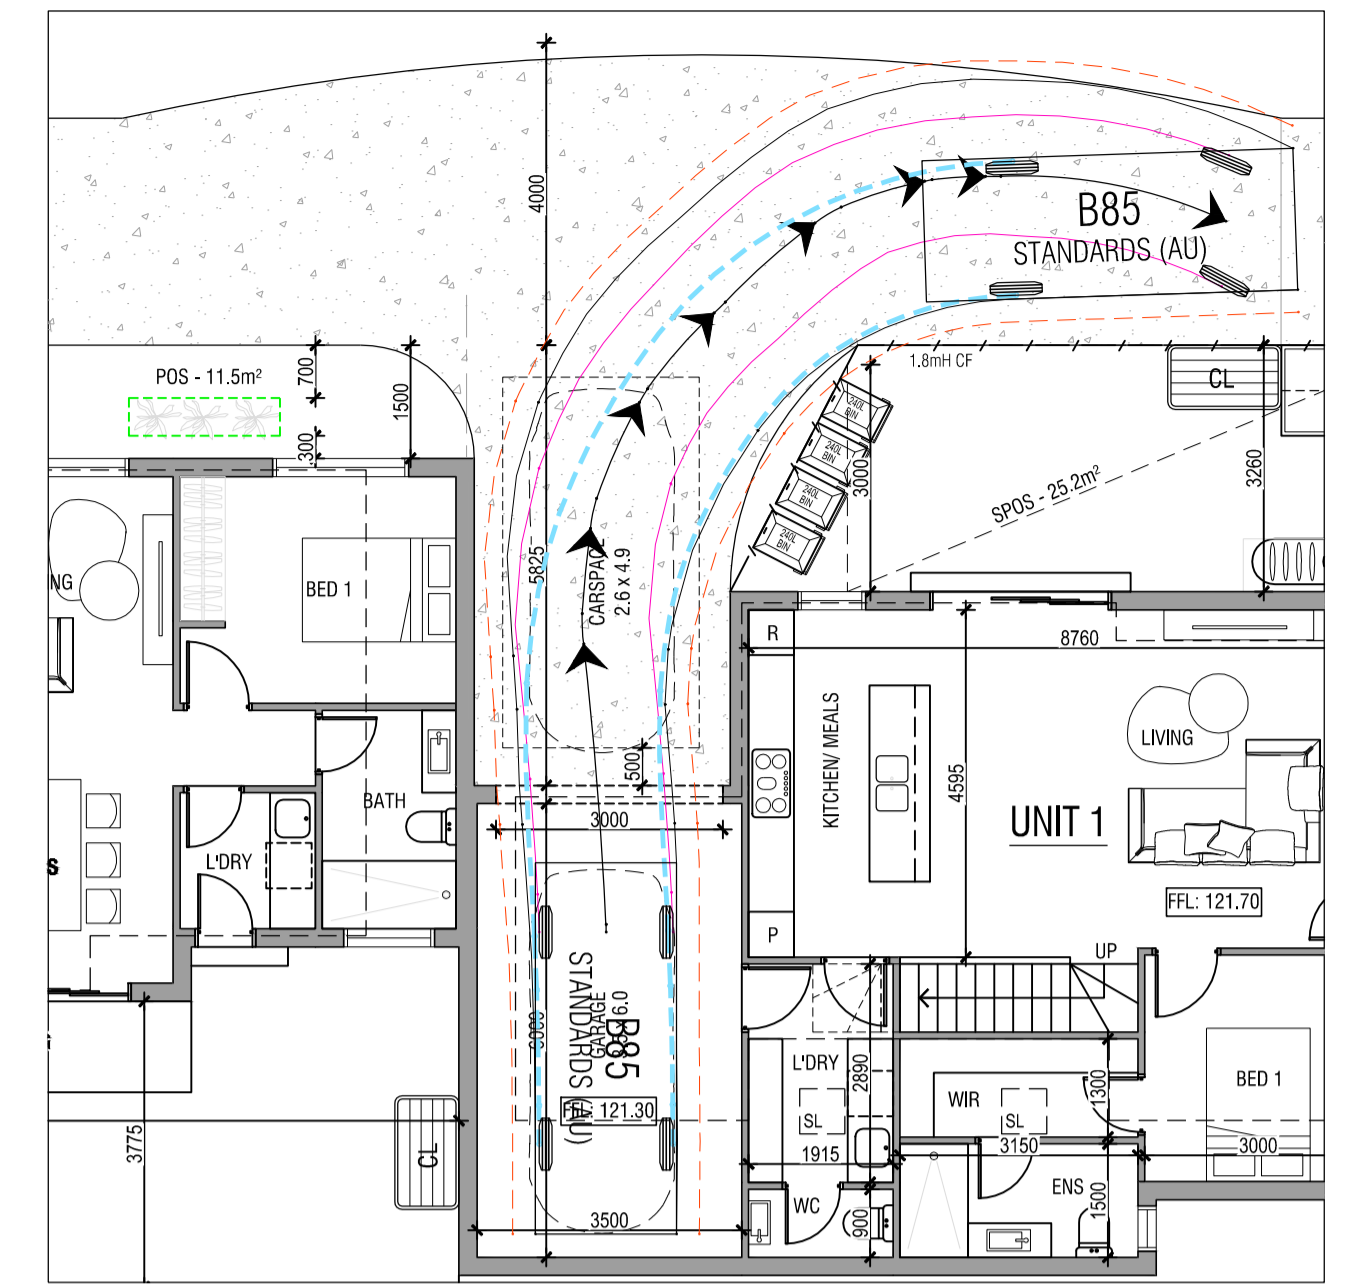 B85
STANDARDS (AU)
4000
POS - 11.5m²
700
1500
300
1.8mH CF
CL
240L
BIN
240L
BIN
240L
BIN
240L
BIN
3000
3260
SPOS - 25.2m²
5825
CARSPACE
2.6 x 4.9
NG
BED 1
R
8760
KITCHEN/ MEALS
LIVING
4595
UNIT 1
500
BATH
3000
L'DRY
S
FFL: 121.70
P
UP
B85
STANDARDS (AU)
GARAGE
6000
FFL: 121.30
L'DRY
2890
WIR
1300
BED 1
SL
SL
3775
CL
1915
3150
3000
ENS
WC
900
1500
3500